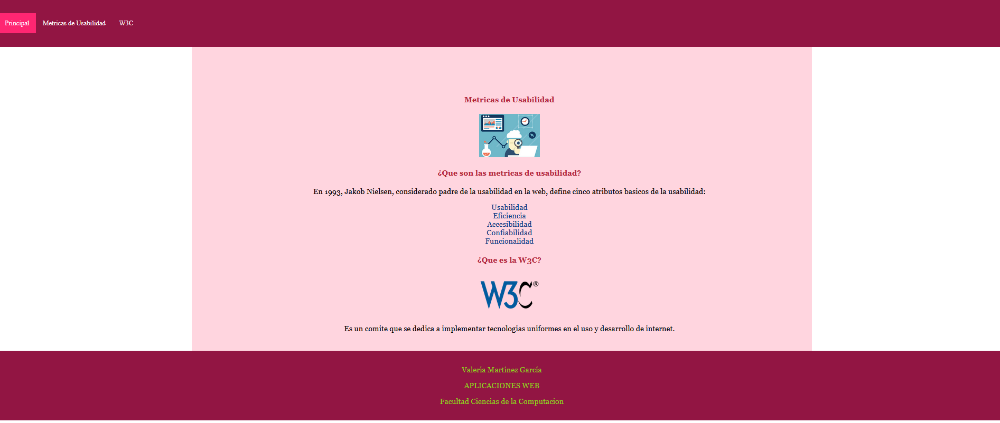 Principal Metricas de Usabilidad W3C
Metricas de Usabilidad
¿Que son las metricas de usabilidad?
En 1993, Jakob Nielsen, considerado padre de la usabilidad en la web, define cinco atributos basicos de la usabilidad:
Usabilidad
Eficiencia
Accesibilidad
Confiabilidad
Funcionalidad
¿Que es la W3C?
W3C®
Es un comite que se dedica a implementar tecnologias uniformes en el uso y desarrollo de internet.
Valeria Martínez García
APLICACIONES WEB
Facultad Ciencias de la Computacion